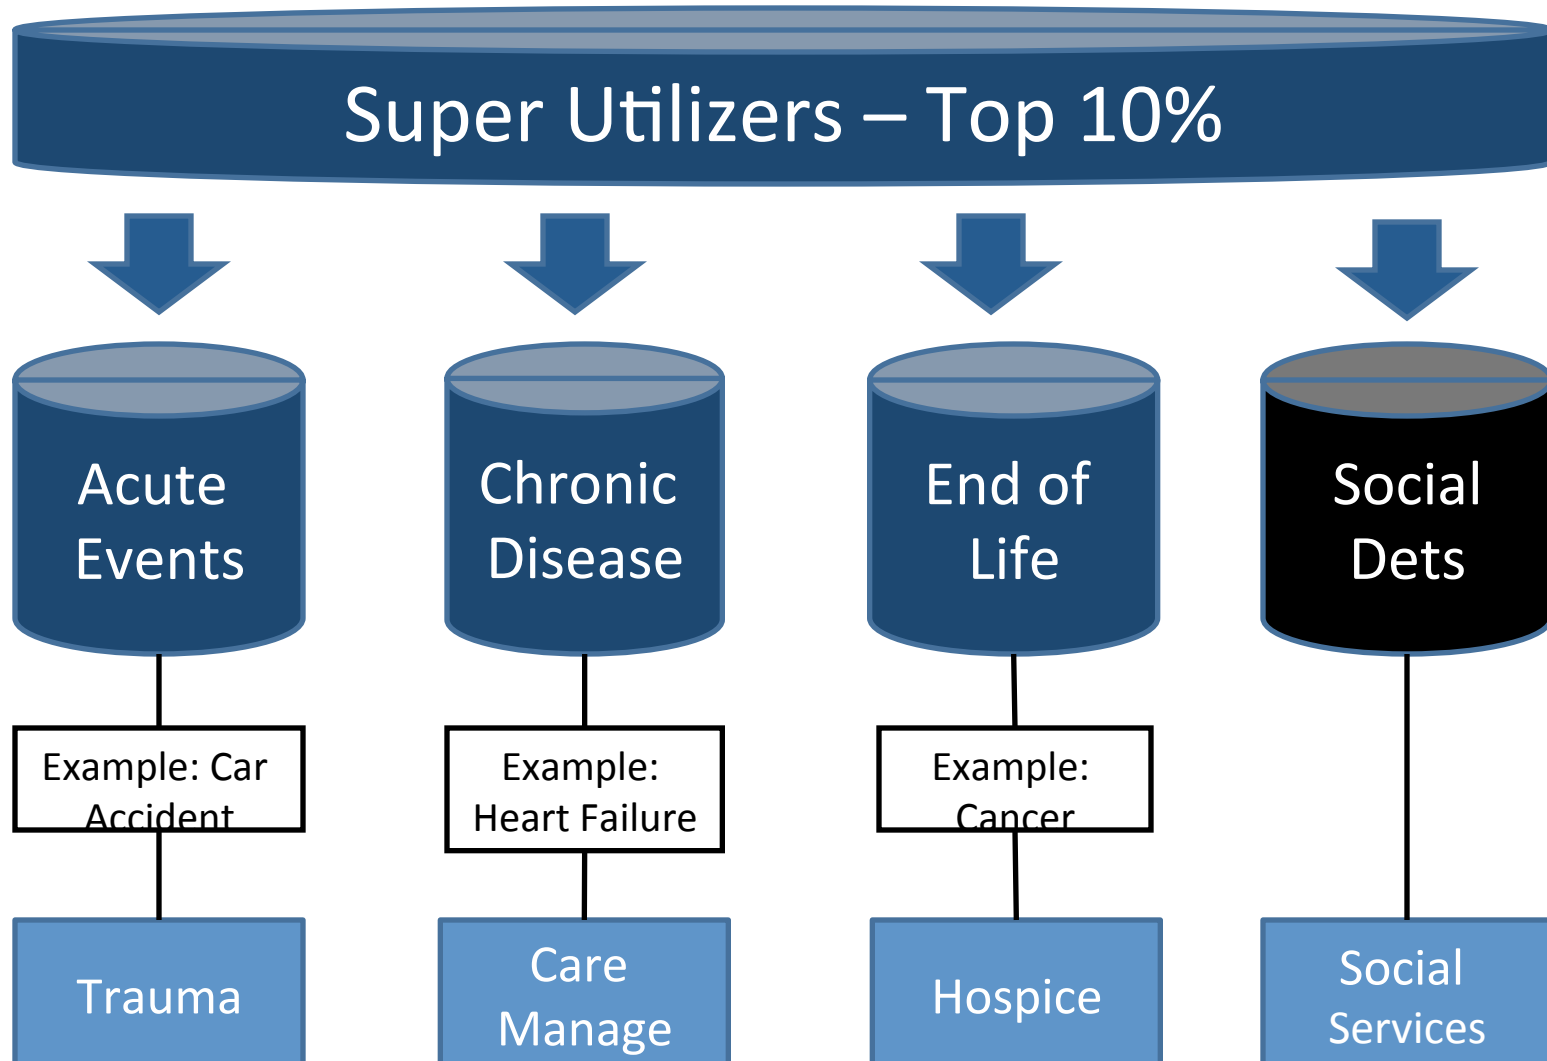 Super Utilizers – Top 10%
Acute
Events
Chronic
Disease
End of
Life
Social
Dets
Example: Car
Accident
Example:
Heart Failure
Example:
Cancer
Trauma
Care
Manage
Hospice
Social
Services